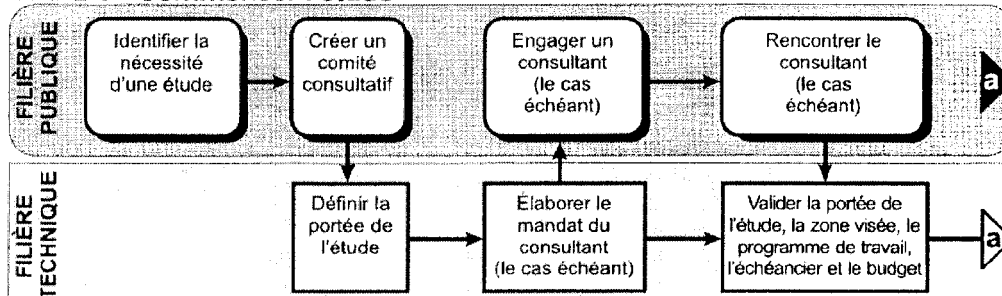 FILIÈRE
PUBLIQUE
Identifier la
nécessité
d'une étude
Créer un
comité
consultatif
Engager un
consultant
(le cas
échéant)
Rencontrer le
consultant
(le cas
échéant)
a
FILIÈRE
TECHNIQUE
Définir la
portée de
l'étude
Élaborer le
mandat du
consultant
(le cas échéant)
Valider la portée de
l'étude, la zone visée, le
programme de travail,
l'échéancier et le budget
a